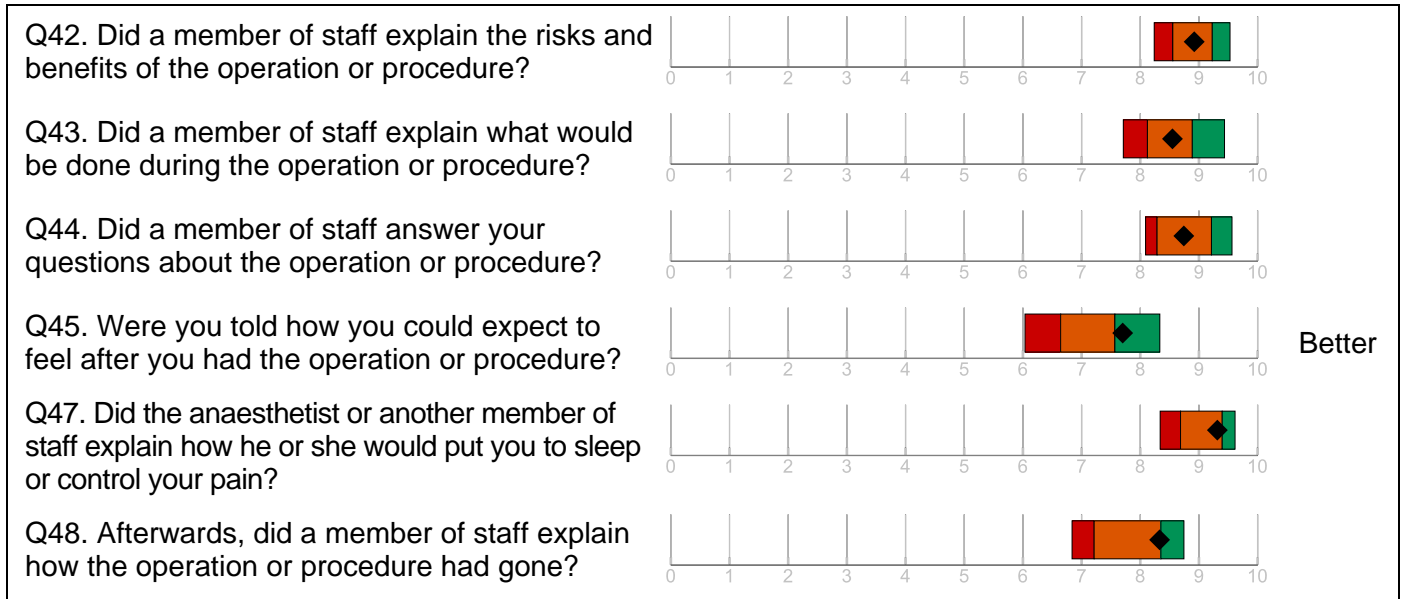 Q42. Did a member of staff explain the risks and
benefits of the operation or procedure?
0 1 2 3 4 5 6 7 8 9 10
Q43. Did a member of staff explain what would
be done during the operation or procedure?
0 1 2 3 4 5 6 7 8 9 10
Q44. Did a member of staff answer your
questions about the operation or procedure?
0 1 2 3 4 5 6 7 8 9 10
Q45. Were you told how you could expect to
feel after you had the operation or procedure?
0 1 2 3 4 5 6 7 8 9 10
Better
Q47. Did the anaesthetist or another member of
staff explain how he or she would put you to sleep
or control your pain?
0 1 2 3 4 5 6 7 8 9 10
Q48. Afterwards, did a member of staff explain
how the operation or procedure had gone?
0 1 2 3 4 5 6 7 8 9 10